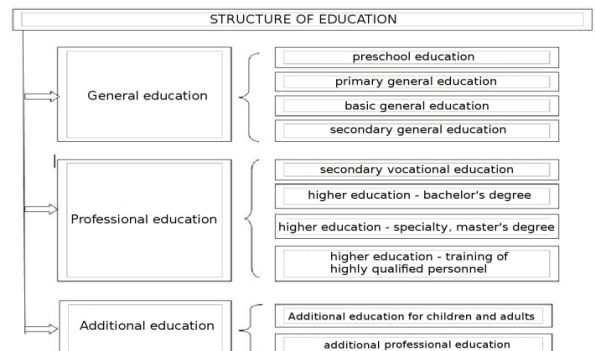 STRUCTURE OF EDUCATION
General education
preschool education
primary general education
basic general education
secondary general education
Professional education
secondary vocational education
higher education - bachelor's degree
higher education - specialty, master's degree
higher education - training of
highly qualified personnel
Additional education
Additional education for children and adults
additional professional education